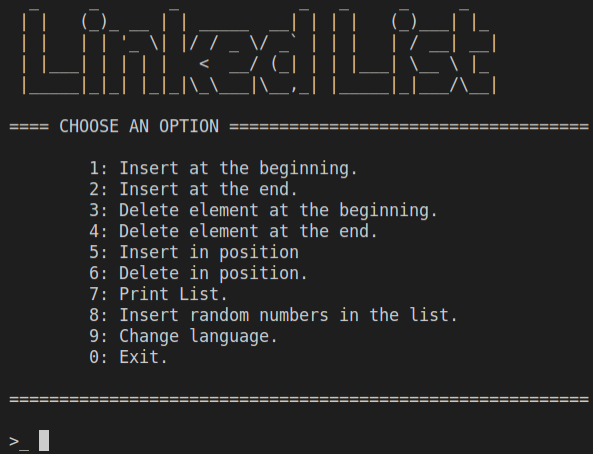 Linked List
==== CHOOSE AN OPTION ====================================
1: Insert at the beginning.
2: Insert at the end.
3: Delete element at the beginning.
4: Delete element at the end.
5: Insert in position
6: Delete in position.
7: Print List.
8: Insert random numbers in the list.
9: Change language.
0: Exit.
==========================================================
>_